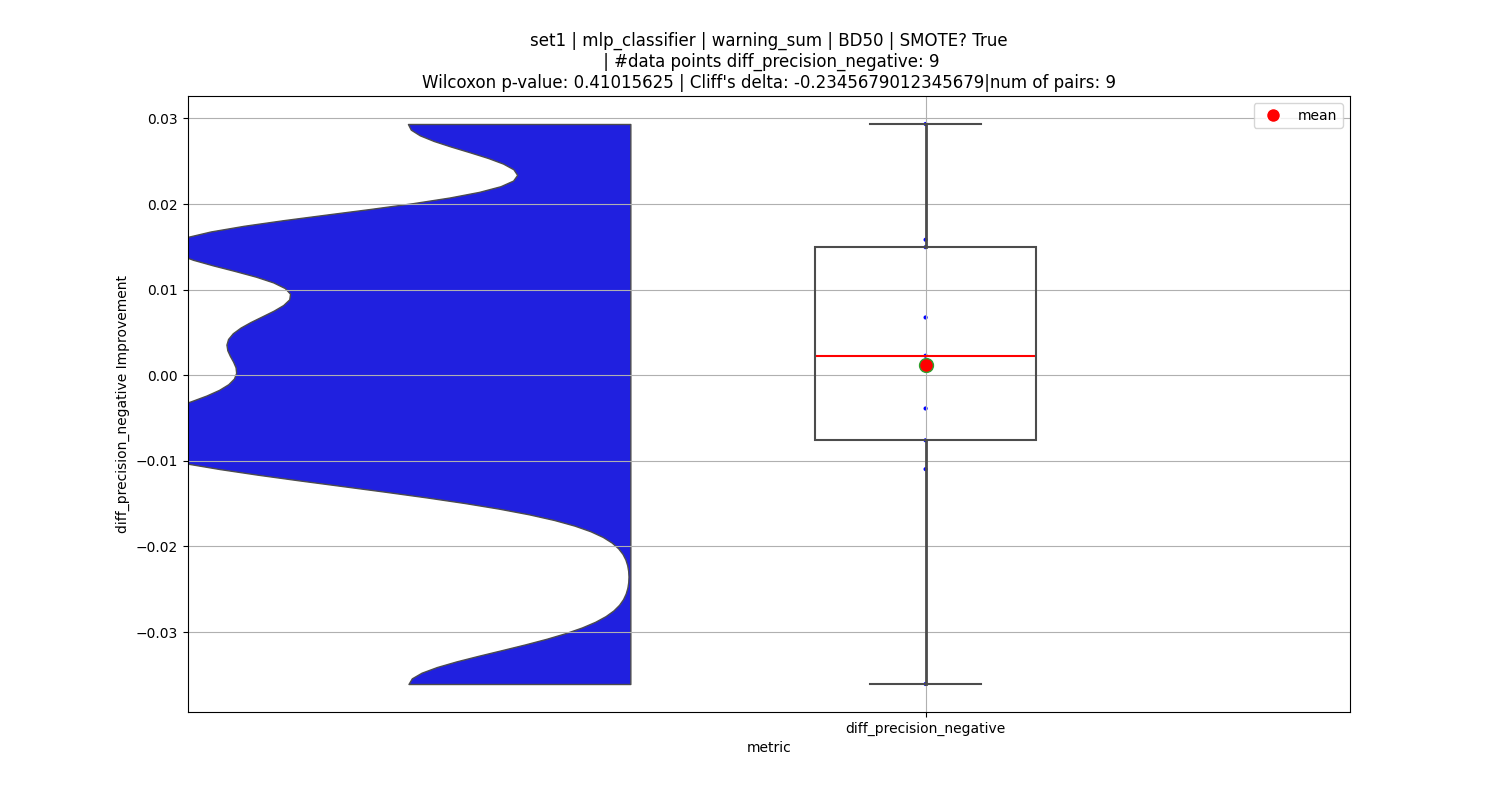 set1 | mlp_classifier | warning_sum | BD50 | SMOTE? True
| #data points diff_precision_negative: 9
Wilcoxon p-value: 0.41015625 | Cliff's delta: -0.2345679012345679|num of pairs: 9
mean
0.03
0.02
0.01
0.00
−0.01
−0.02
−0.03
diff_precision_negative Improvement
diff_precision_negative
metric